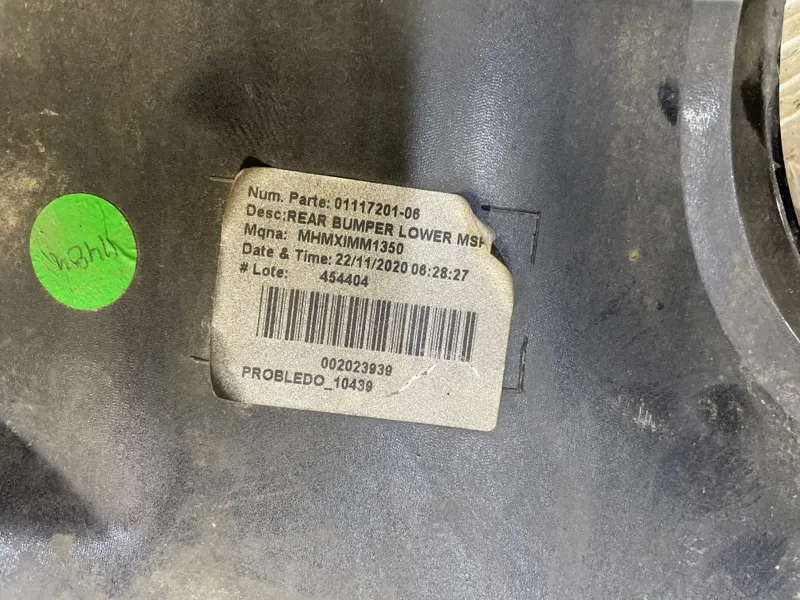 Num. Parte: 01117201-06
Desc:REAR BUMPER LOWER MSP
Mqna: MHMXIMM1350
Date & Time: 22/11/2020 06:28:27
# Lote: 454404
002023939
PROBLEDO_10439